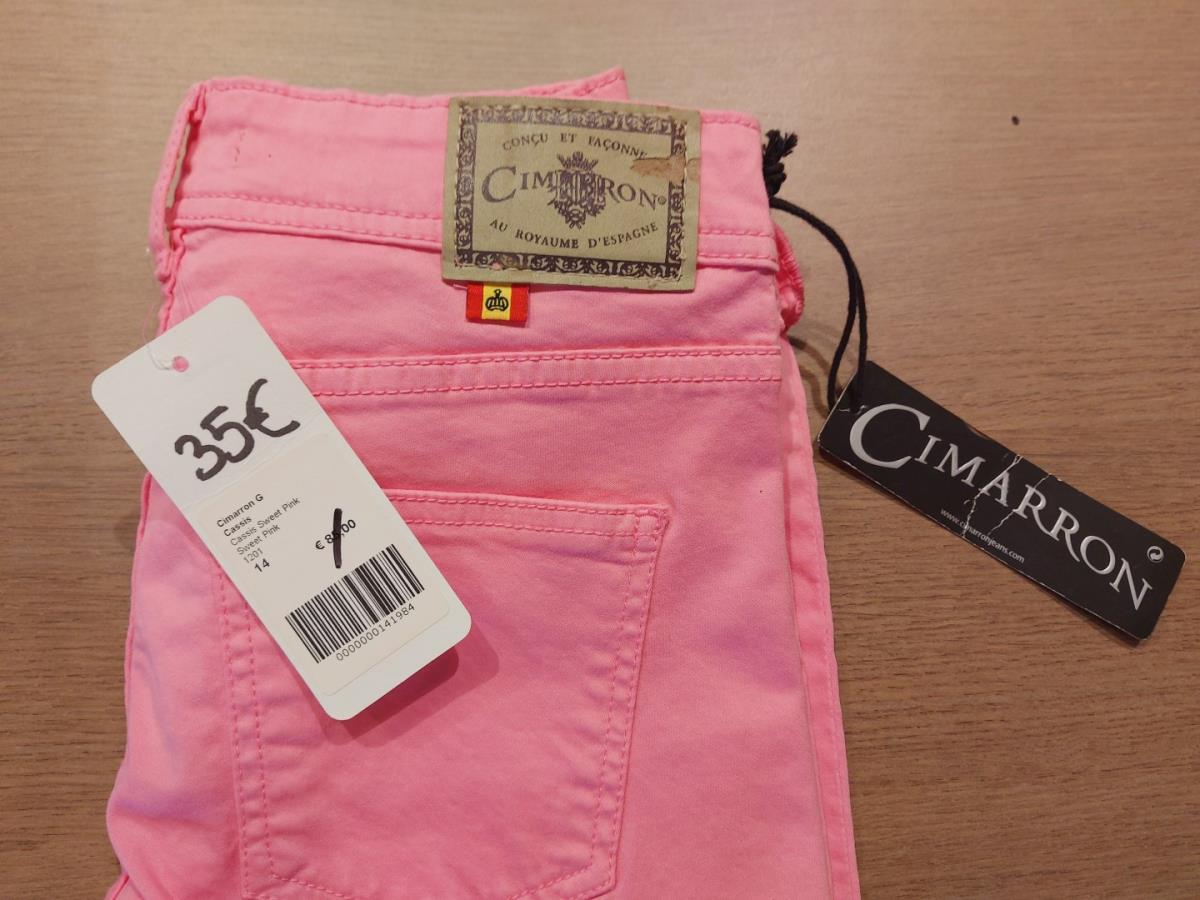 CONÇU ET FAÇONNÉ
CIMARRON®
AU ROYAUME D'ESPAGNE
35€
Cimarron G
Cassis
Cassis Sweet Pink
Sweet Pink
1201
14
€
0000000141984
CIMARRON
www.cimarronjeans.com